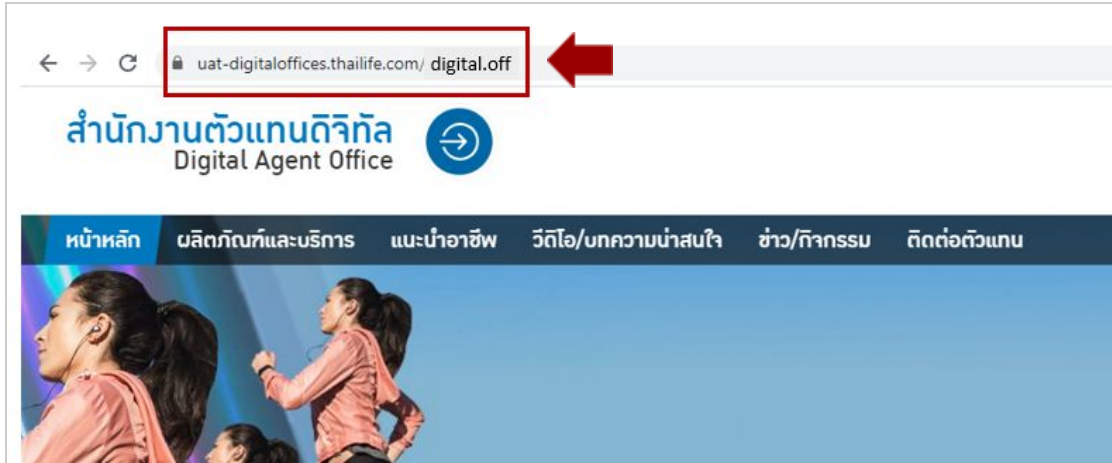 uat-digitaloffices.thailife.com/ digital.off
สำนักงานตัวแทนดิจิทัล
Digital Agent Office
หน้าหลัก ผลิตภัณฑ์และบริการ แนะนำอาชีพ วีดิโอ/บทความน่าสนใจ ข่าว/กิจกรรม ติดต่อตัวแทน